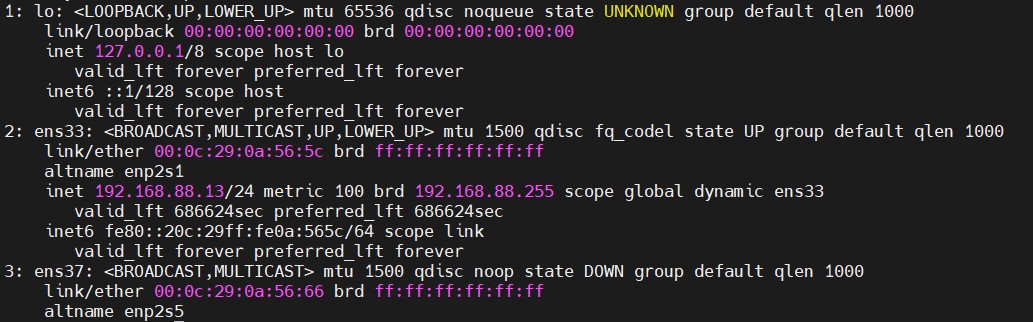 1: lo: <LOOPBACK,UP,LOWER_UP> mtu 65536 qdisc noqueue state UNKNOWN group default qlen 1000
link/loopback 00:00:00:00:00:00 brd 00:00:00:00:00:00
inet 127.0.0.1/8 scope host lo
valid_lft forever preferred_lft forever
inet6 ::1/128 scope host
valid_lft forever preferred_lft forever
2: ens33: <BROADCAST,MULTICAST,UP,LOWER_UP> mtu 1500 qdisc fq_codel state UP group default qlen 1000
link/ether 00:0c:29:0a:56:5c brd ff:ff:ff:ff:ff:ff
altname enp2s1
inet 192.168.88.13/24 metric 100 brd 192.168.88.255 scope global dynamic ens33
valid_lft 686624sec preferred_lft 686624sec
inet6 fe80::20c:29ff:fe0a:565c/64 scope link
valid_lft forever preferred_lft forever
3: ens37: <BROADCAST,MULTICAST> mtu 1500 qdisc noop state DOWN group default qlen 1000
link/ether 00:0c:29:0a:56:66 brd ff:ff:ff:ff:ff:ff
altname enp2s5